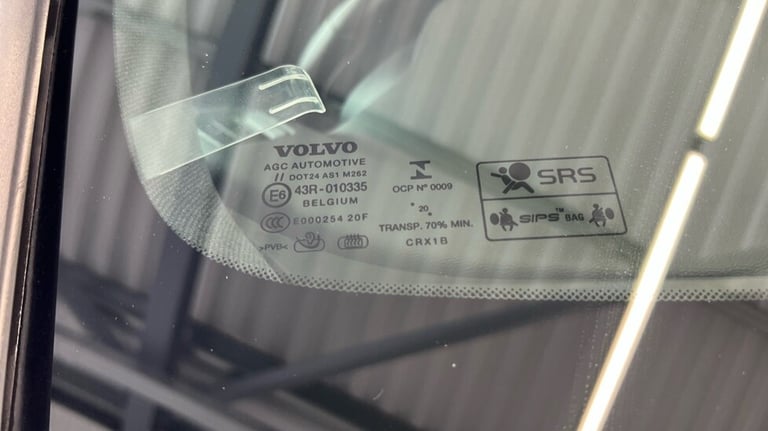 VOLVO
AGC AUTOMOTIVE
// DOT24 AS1 M262
E6 43R-010335
BELGIUM
CCC E000254 20F
>PVB<
OCP Nº 0009
20
TRANSP. 70% MIN.
CRX1B
SRS
SIPS™ BAG